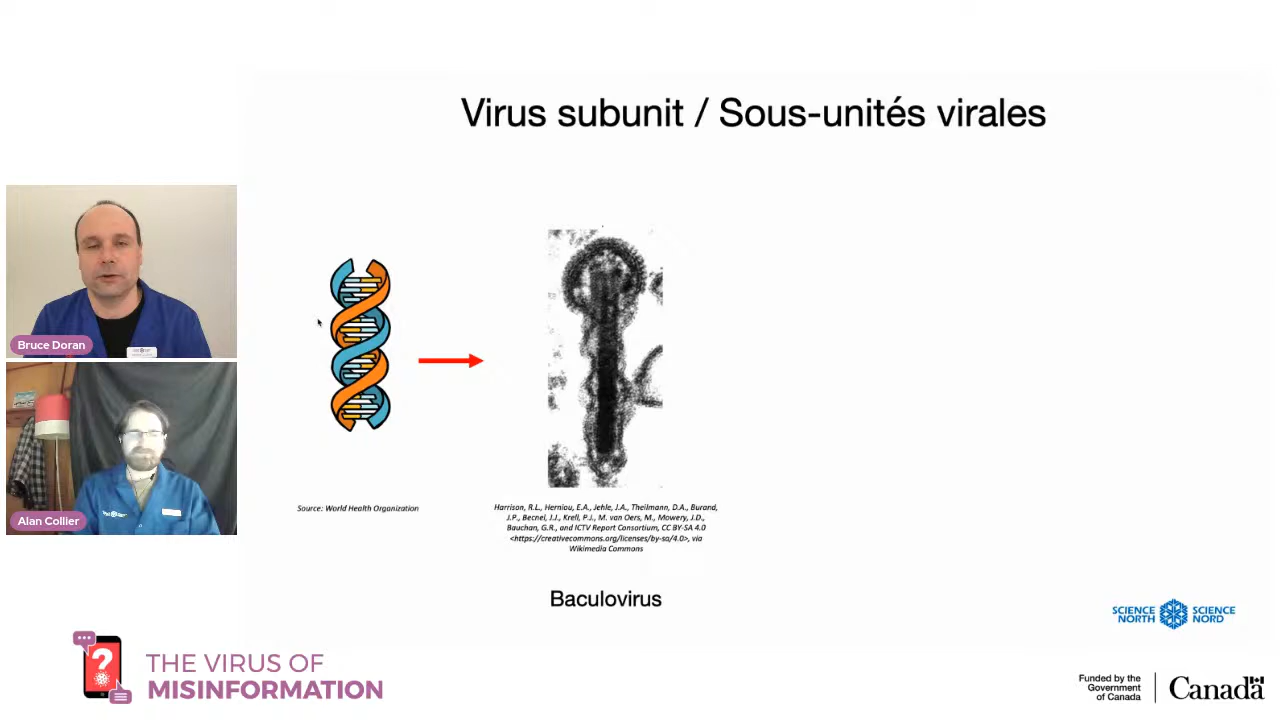 Virus subunit / Sous-unités virales
Bruce Doran
Alan Collier
Source: World Health Organization
Harrison, R.L., Herniou, E.A., Jehle, J.A., Theilmann, D.A., Burand,
J.P., Becnel, J.J., Krell, P.J., M. van Oers, M., Mowery, J.D.,
Bauchan, G.R., and ICTV Report Consortium, CC BY-SA 4.0
<https://creativecommons.org/licenses/by-sa/4.0>, via
Wikimedia Commons
Baculovirus
SCIENCE NORTH
SCIENCE NORD
?
THE VIRUS OF
MISINFORMATION
Funded by the
Government
of Canada
Canada